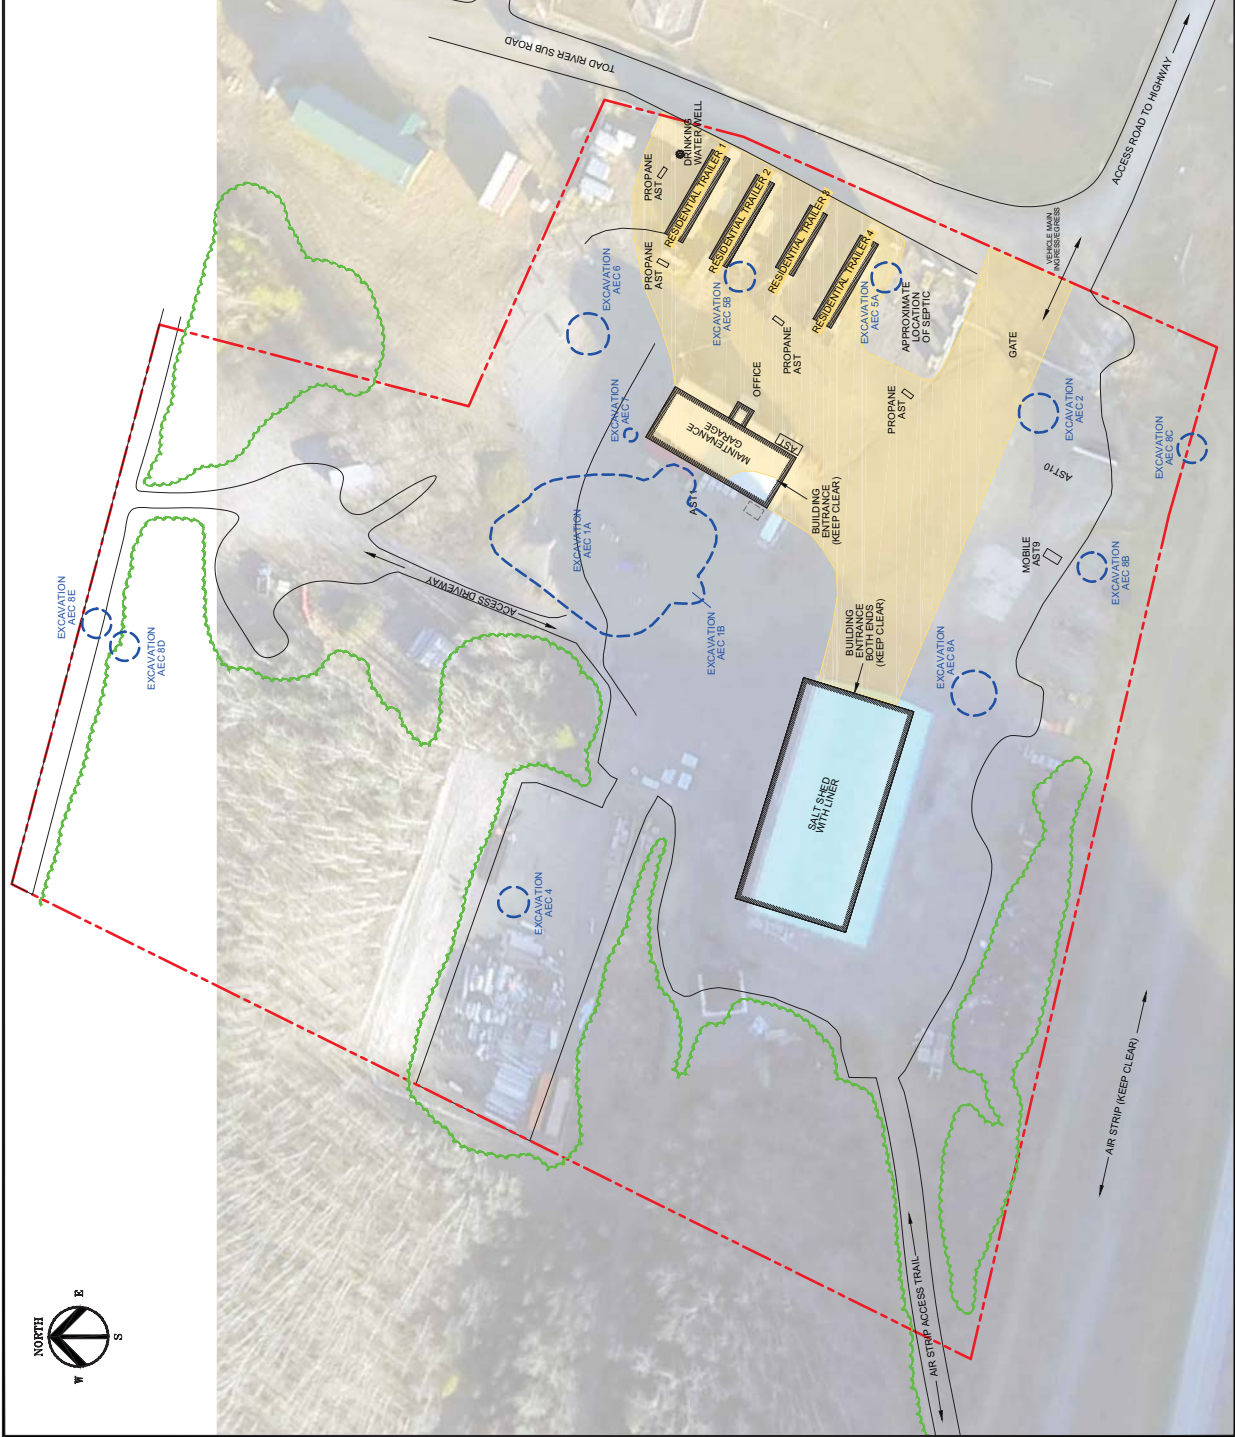 TOAD RIVER SUB ROAD
ACCESS ROAD TO HIGHWAY
DRINKING
WATER WELL
PROPANE
AST
RESIDENTIAL TRAILER 1
RESIDENTIAL TRAILER 2
RESIDENTIAL TRAILER 3
RESIDENTIAL TRAILER 4
PROPANE
AST
EXCAVATION
AEC 6
EXCAVATION
AEC 5B
EXCAVATION
AEC 5A
APPROXIMATE
LOCATION
OF SEPTIC
VEHICLE MAIN
INGRESS/EGRESS
GATE
PROPANE
AST
PROPANE
AST
OFFICE
EXCAVATION
AEC 7
MAINTENANCE
GARAGE
AST
AST1
EXCAVATION
AEC 2
AST10
EXCAVATION
AEC 8C
BUILDING
ENTRANCE
(KEEP CLEAR)
EXCAVATION
AEC 1A
EXCAVATION
AEC 1B
MOBILE
AST9
EXCAVATION
AEC 8B
ACCESS DRIVEWAY
EXCAVATION
AEC 8E
EXCAVATION
AEC 8D
BUILDING
ENTRANCE
BOTH ENDS
(KEEP CLEAR)
EXCAVATION
AEC 8A
SALT SHED
WITH LINER
EXCAVATION
AEC 4
AIR STRIP (KEEP CLEAR)
AIR STRIP ACCESS TRAIL
NORTH
E
W
S